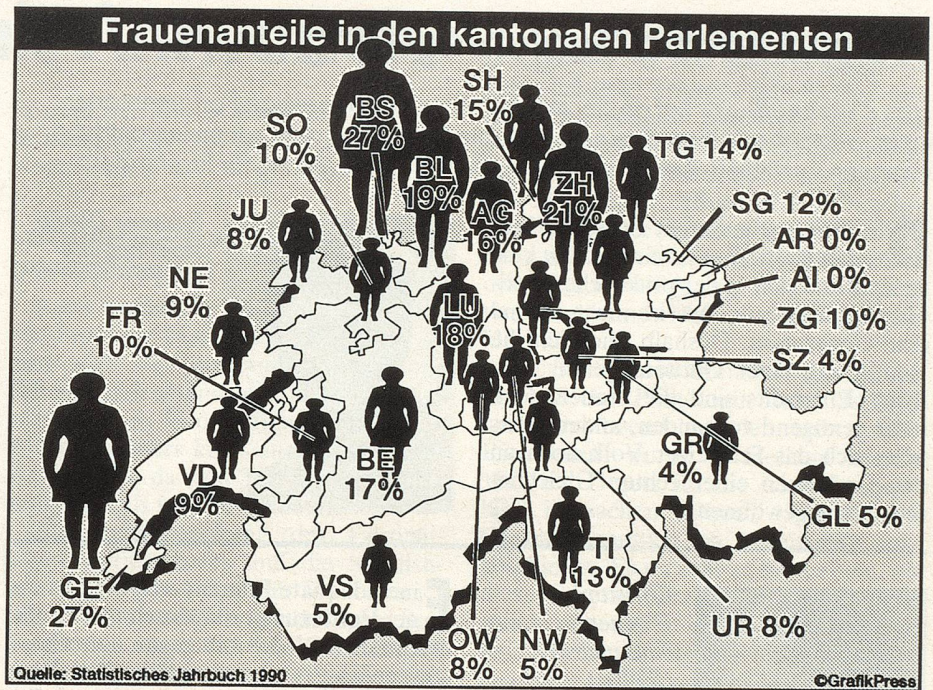 Frauenanteile in den kantonalen Parlementen
SH
15%
BS
27%
SO
10%
BL
19%
TG 14%
ZH
21%
AG
16%
JU
8%
SG 12%
AR 0%
AI 0%
NE
9%
LU
18%
ZG 10%
FR
10%
SZ 4%
GR
4%
BE
17%
VD
9%
GL 5%
TI
13%
GE
27%
VS
5%
UR 8%
OW
8%
NW
5%
Quelle: Statistisches Jahrbuch 1990
©GrafikPress